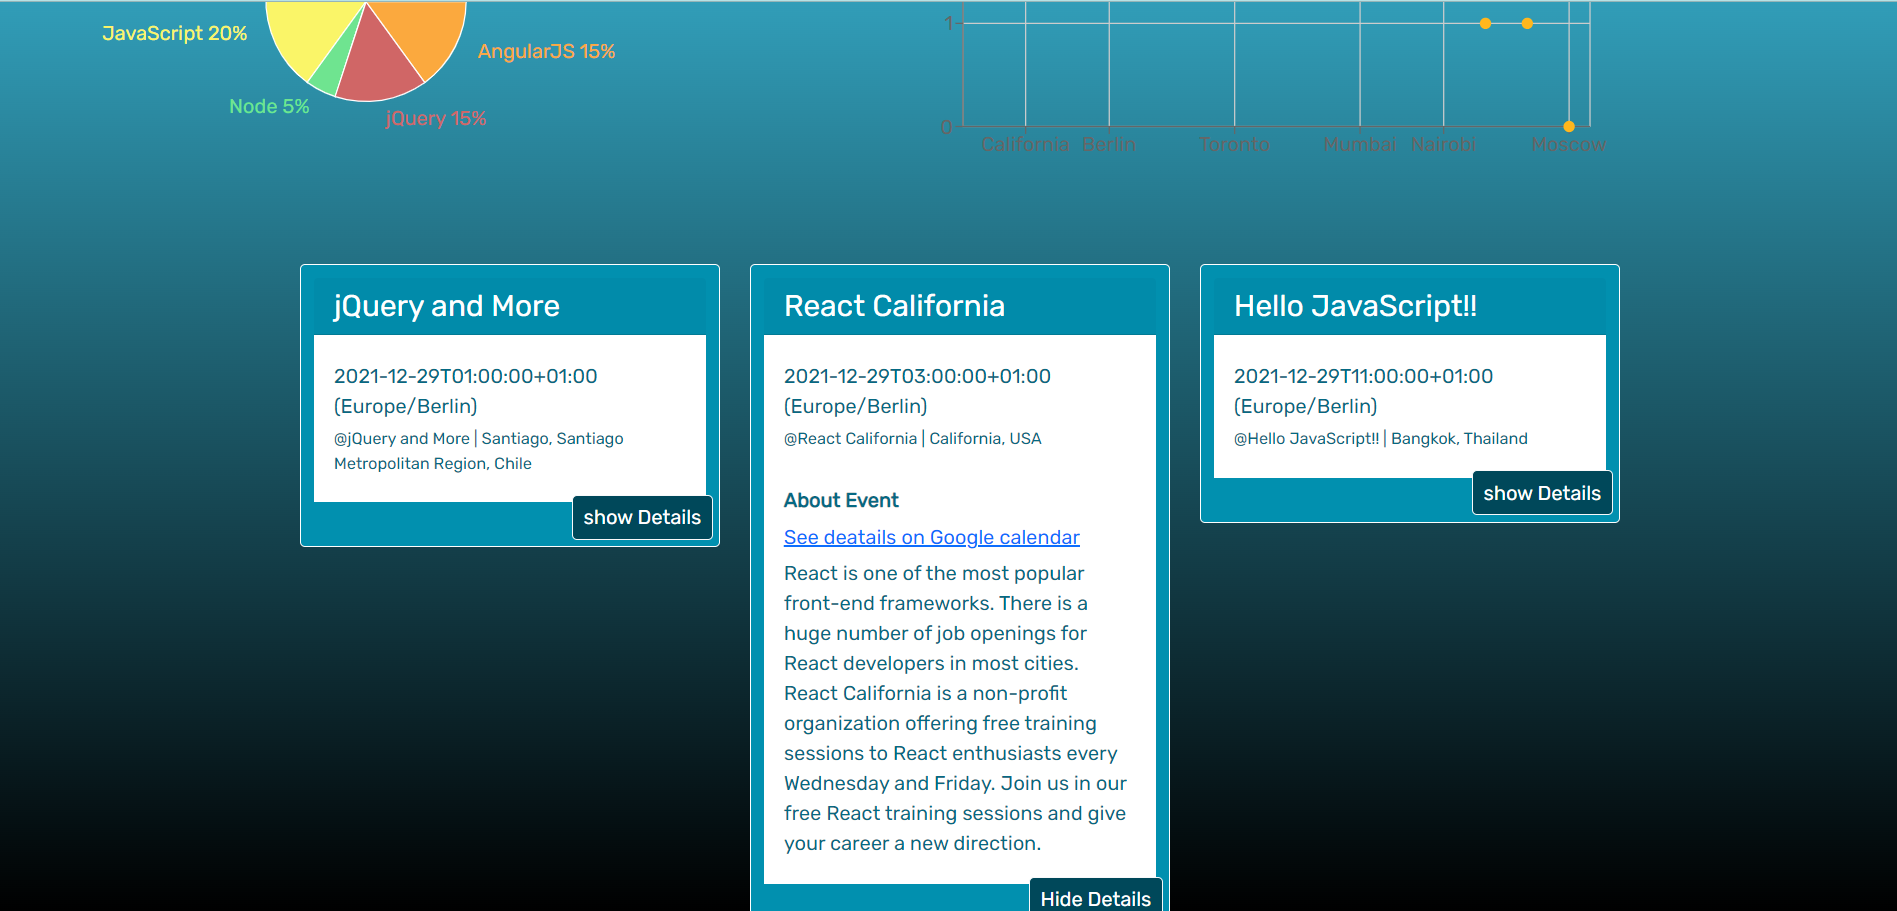 JavaScript 20%
AngularJS 15%
Node 5%
jQuery 15%
1
0
California Berlin Toronto Mumbai Nairobi Moscow
jQuery and More
2021-12-29T01:00:00+01:00
(Europe/Berlin)
@jQuery and More | Santiago, Santiago
Metropolitan Region, Chile
show Details
React California
2021-12-29T03:00:00+01:00
(Europe/Berlin)
@React California | California, USA
About Event
See deatails on Google calendar
React is one of the most popular
front-end frameworks. There is a
huge number of job openings for
React developers in most cities.
React California is a non-profit
organization offering free training
sessions to React enthusiasts every
Wednesday and Friday. Join us in our
free React training sessions and give
your career a new direction.
Hide Details
Hello JavaScript!!
2021-12-29T11:00:00+01:00
(Europe/Berlin)
@Hello JavaScript!! | Bangkok, Thailand
show Details